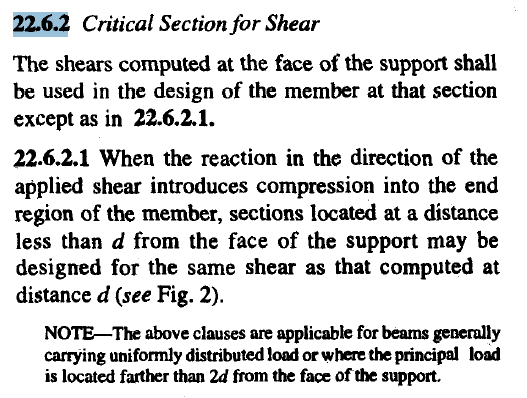 22.6.2 Critical Section for Shear
The shears computed at the face of the support shall
be used in the design of the member at that section
except as in 22.6.2.1.
22.6.2.1 When the reaction in the direction of the
applied shear introduces compression into the end
region of the member, sections located at a distance
less than d from the face of the support may be
designed for the same shear as that computed at
distance d (see Fig. 2).
NOTE—The above clauses are applicable for beams generally
carrying uniformly distributed load or where the principal load
is located farther than 2d from the face of the support.